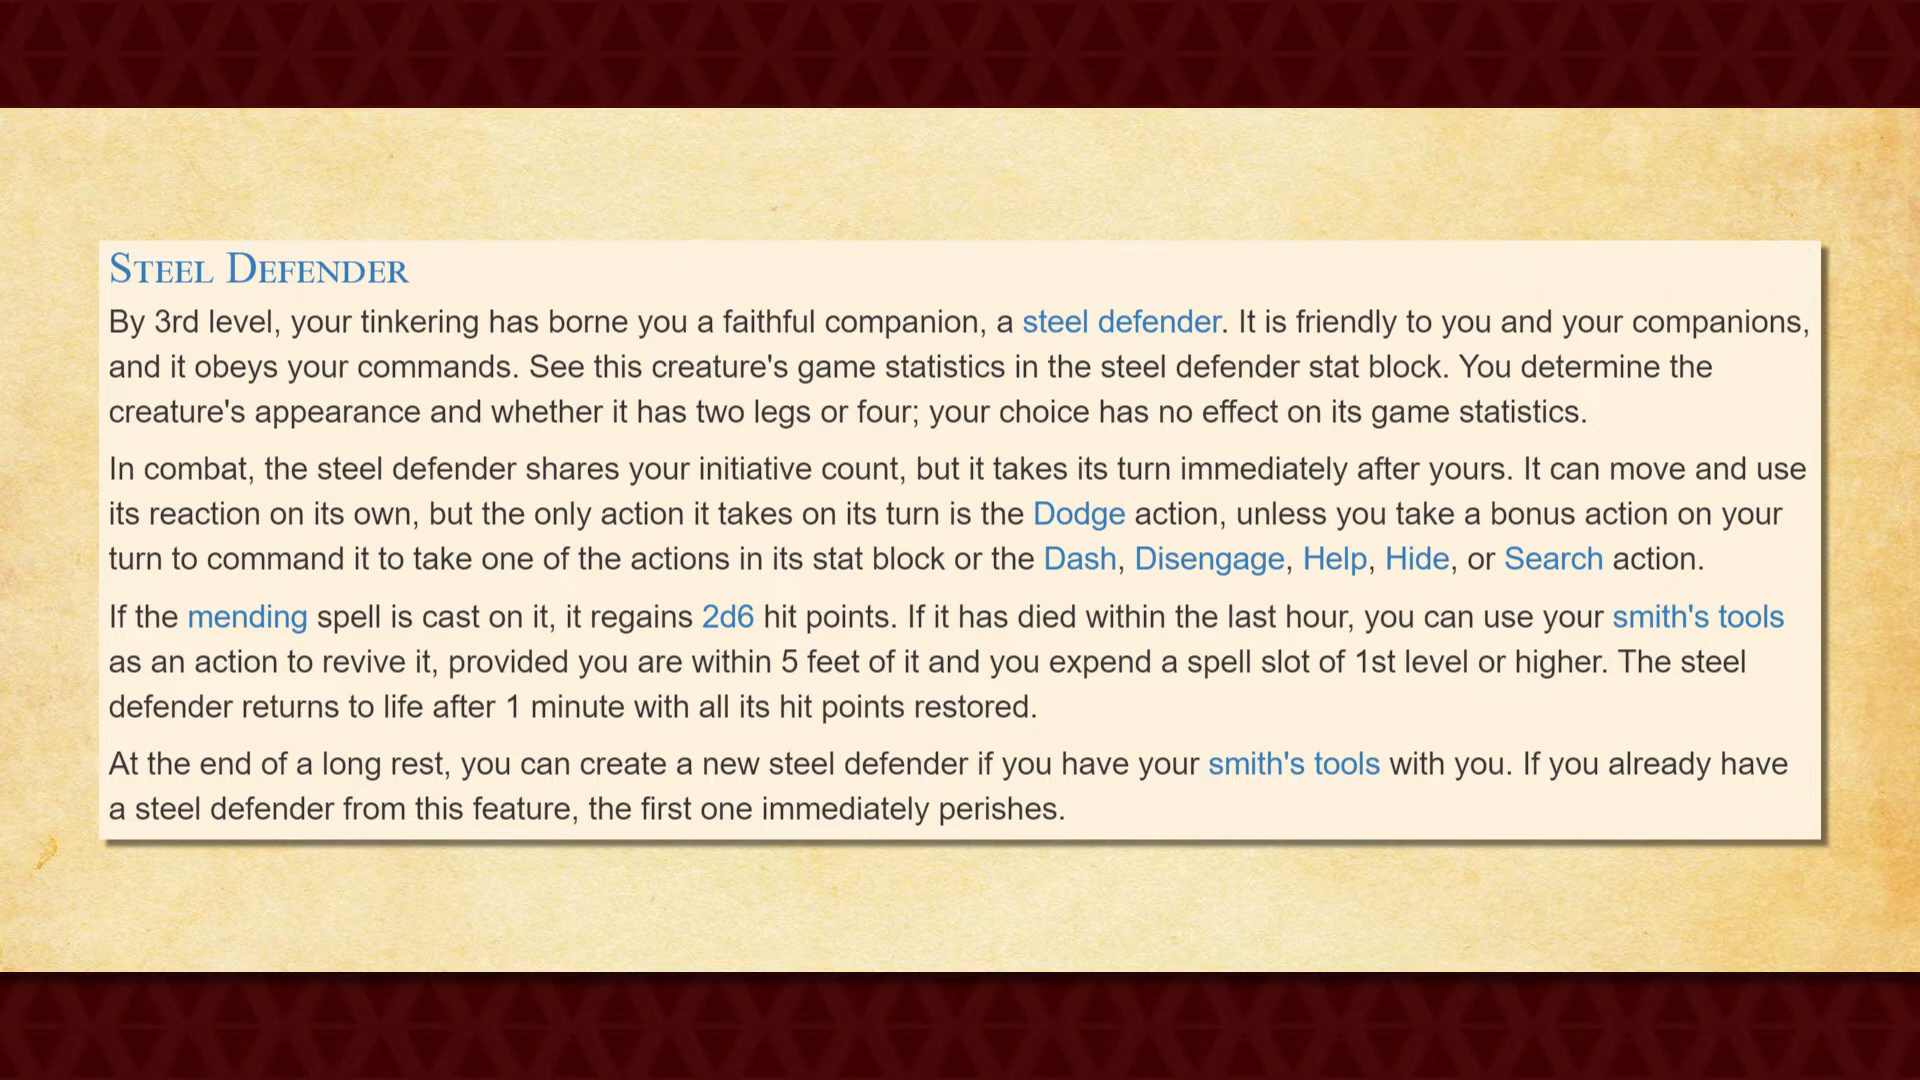 Steel Defender
By 3rd level, your tinkering has borne you a faithful companion, a steel defender. It is friendly to you and your companions,
and it obeys your commands. See this creature's game statistics in the steel defender stat block. You determine the
creature's appearance and whether it has two legs or four; your choice has no effect on its game statistics.
In combat, the steel defender shares your initiative count, but it takes its turn immediately after yours. It can move and use
its reaction on its own, but the only action it takes on its turn is the Dodge action, unless you take a bonus action on your
turn to command it to take one of the actions in its stat block or the Dash, Disengage, Help, Hide, or Search action.
If the mending spell is cast on it, it regains 2d6 hit points. If it has died within the last hour, you can use your smith's tools
as an action to revive it, provided you are within 5 feet of it and you expend a spell slot of 1st level or higher. The steel
defender returns to life after 1 minute with all its hit points restored.
At the end of a long rest, you can create a new steel defender if you have your smith's tools with you. If you already have
a steel defender from this feature, the first one immediately perishes.